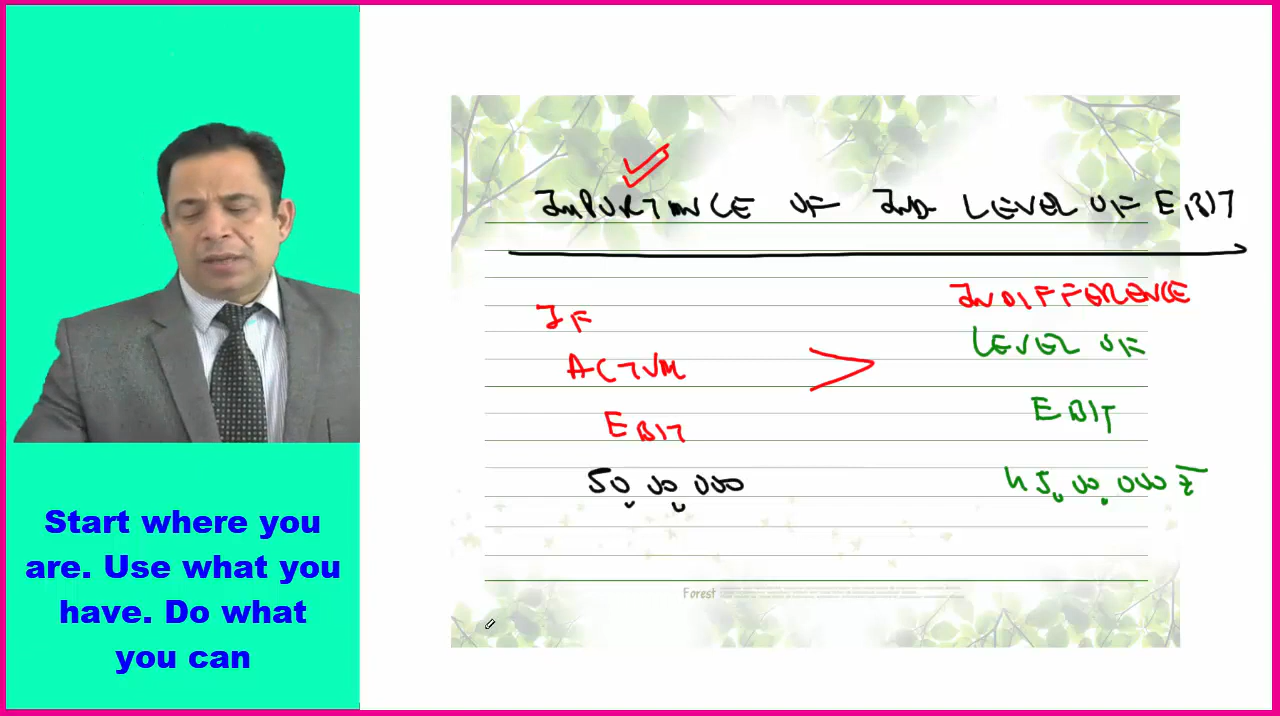 Start where you
are. Use what you
have. Do what
you can
IMPORTANCE OF IND LEVEL OF EBIT
IF
ACTUAL
EBIT
50,00,000
>
INDIFFERENCE
LEVEL OF
EBIT
45,00,000
Forest